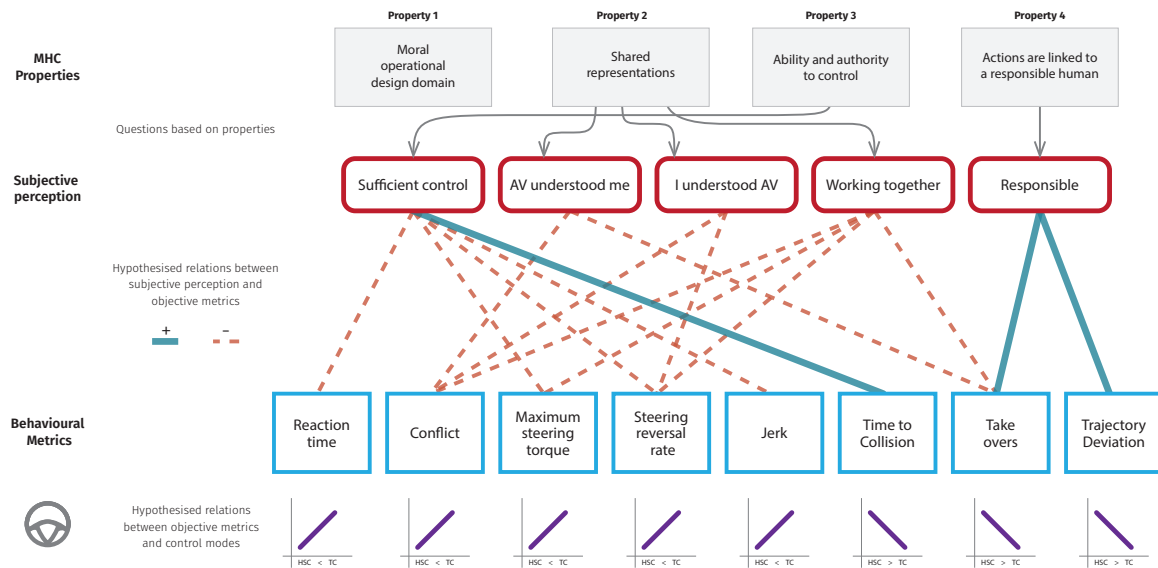 Property 1
Property 2
Property 3
Property 4
MHC
Properties
Moral
operational
design domain
Shared
representations
Ability and authority
to control
Actions are linked to
a responsible human
Questions based on properties
Subjective
perception
Sufficient control
AV understood me
I understood AV
Working together
Responsible
Hypothesised relations between
subjective perception and
objective metrics
+
–
Behavioural
Metrics
Reaction
time
Conflict
Maximum
steering
torque
Steering
reversal
rate
Jerk
Time to
Collision
Take
overs
Trajectory
Deviation
Hypothesised relations
between objective metrics
and control modes
HSC < TC
HSC < TC
HSC < TC
HSC < TC
HSC < TC
HSC > TC
HSC > TC
HSC > TC